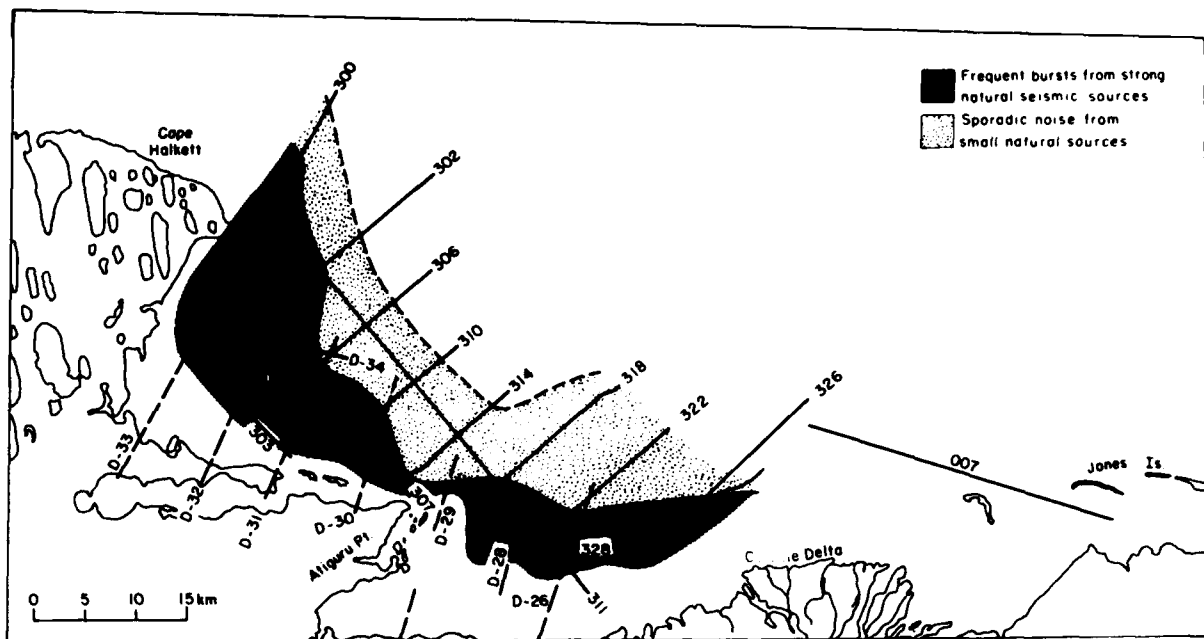 300
Frequent bursts from strong
natural seismic sources
Sporadic noise from
small natural sources
Cape
Halkett
302
306
310
D-34
314
318
322
326
007
Jones Is.
303
D-33
D-32
D-31
D-30
307
D-29
Atiguru Pt.
D-28
328
D-26
311
Delta
0 5 10 15 km